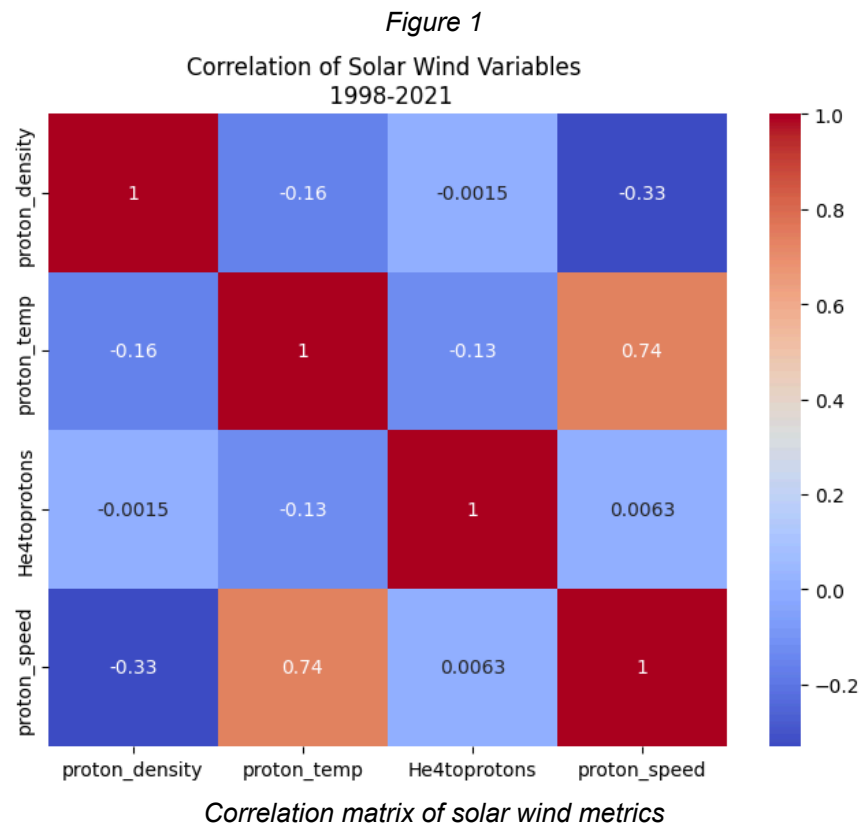 Figure 1
Correlation of Solar Wind Variables
1998-2021
proton_density
1
-0.16
-0.0015
-0.33
proton_temp
-0.16
1
-0.13
0.74
He4toprotons
-0.0015
-0.13
1
0.0063
proton_speed
-0.33
0.74
0.0063
1
proton_density
proton_temp
He4toprotons
proton_speed
1.0
0.8
0.6
0.4
0.2
0.0
−0.2
Correlation matrix of solar wind metrics